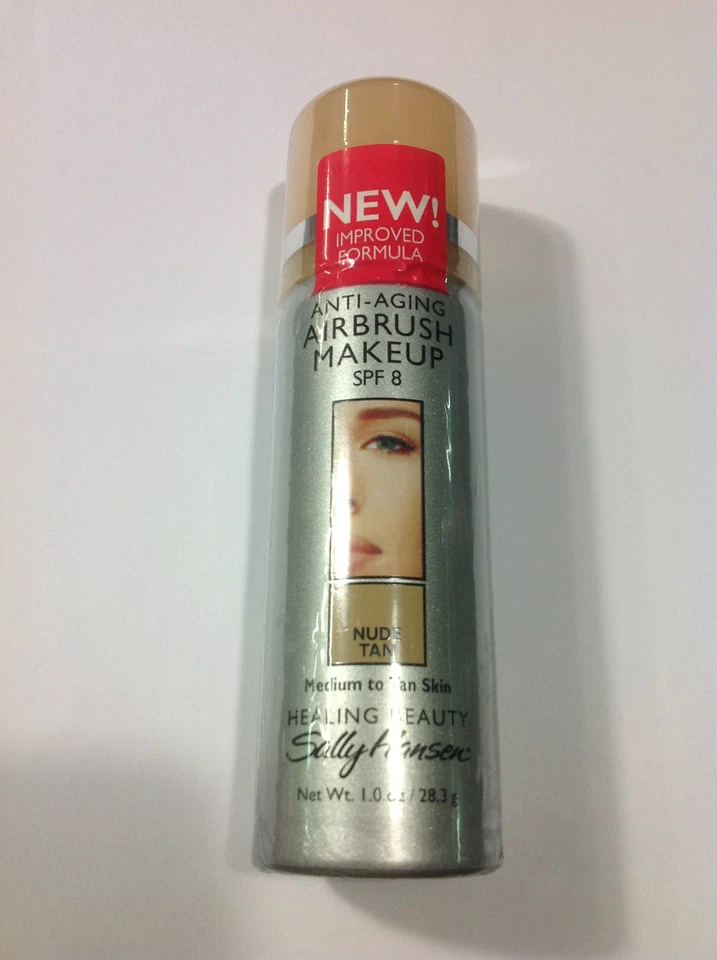 NEW!
IMPROVED
FORMULA
ANTI-AGING
AIRBRUSH
MAKEUP
SPF 8
NUDE
TAN
Medium to Tan Skin
HEALING BEAUTY
Sally Hansen
Net Wt. 1.0 oz / 28.3 g